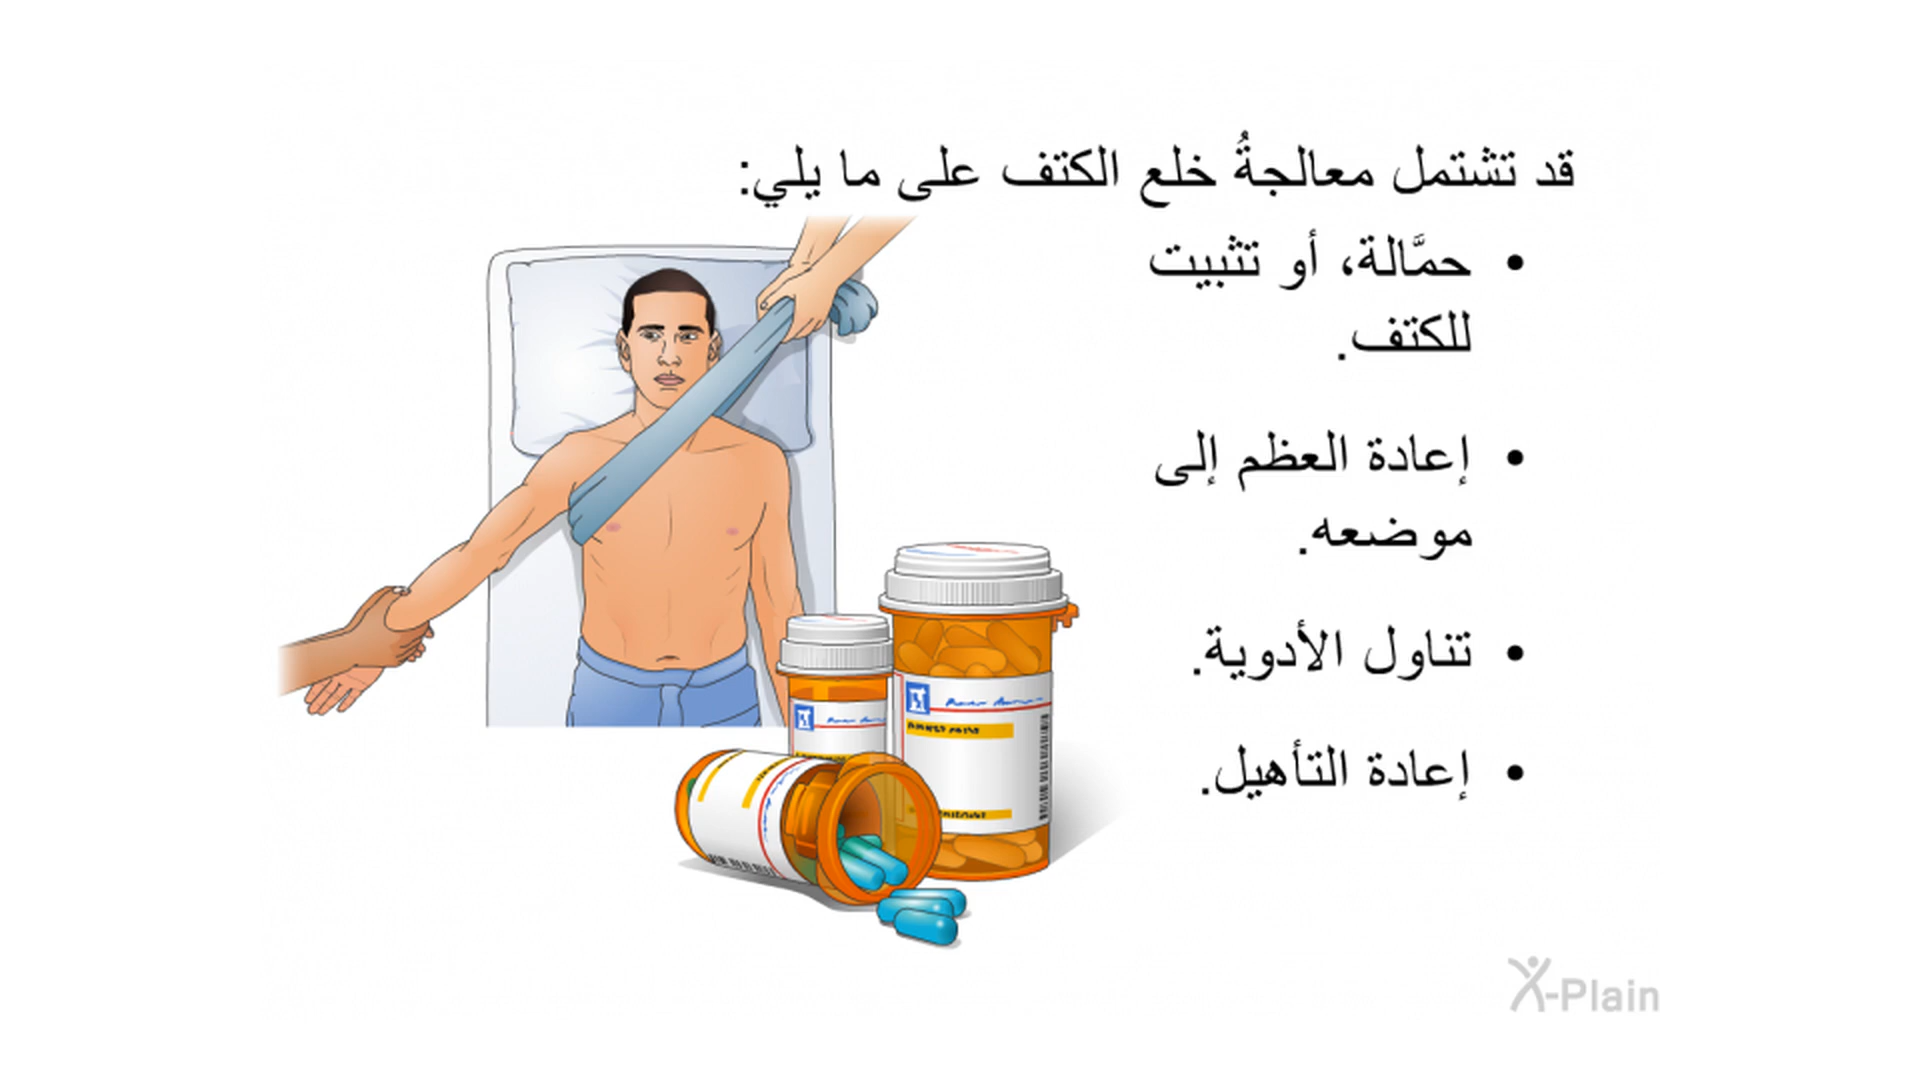 قد تشتمل معالجةُ خلع الكتف على ما يلي:
• حمَّالة، أو تثبيت
للكتف.
• إعادة العظم إلى
موضعه.
• تناول الأدوية.
• إعادة التأهيل.
X-Plain